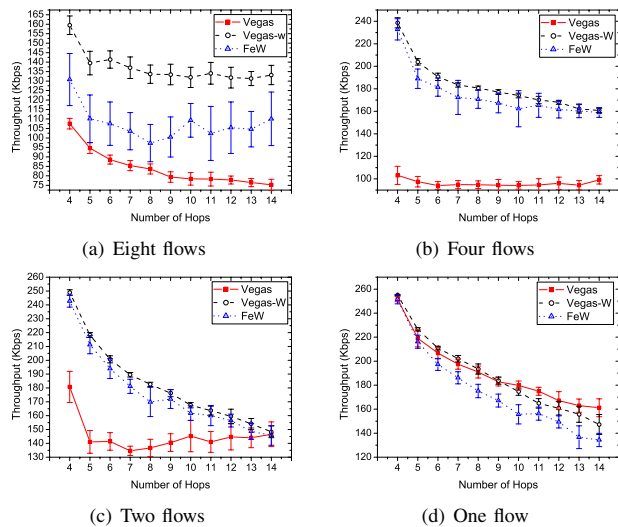 165
160
155
150
145
140
135
130
125
120
115
110
105
100
95
90
85
80
75
Throughput (Kbps)
Vegas
Vegas-w
FeW
4 5 6 7 8 9 10 11 12 13 14
Number of Hops
(a) Eight flows
240
220
200
180
160
140
120
100
Throughput (Kbps)
Vegas
Vegas-W
FeW
4 5 6 7 8 9 10 11 12 13 14
Number of Hops
(b) Four flows
260
250
240
230
220
210
200
190
180
170
160
150
140
130
Throughput (Kbps)
Vegas
Vegas-W
FeW
4 5 6 7 8 9 10 11 12 13 14
Number of Hops
(c) Two flows
260
240
220
200
180
160
140
120
Throughput (Kbps)
Vegas
Vegas-W
FeW
4 5 6 7 8 9 10 11 12 13 14
Number of Hops
(d) One flow